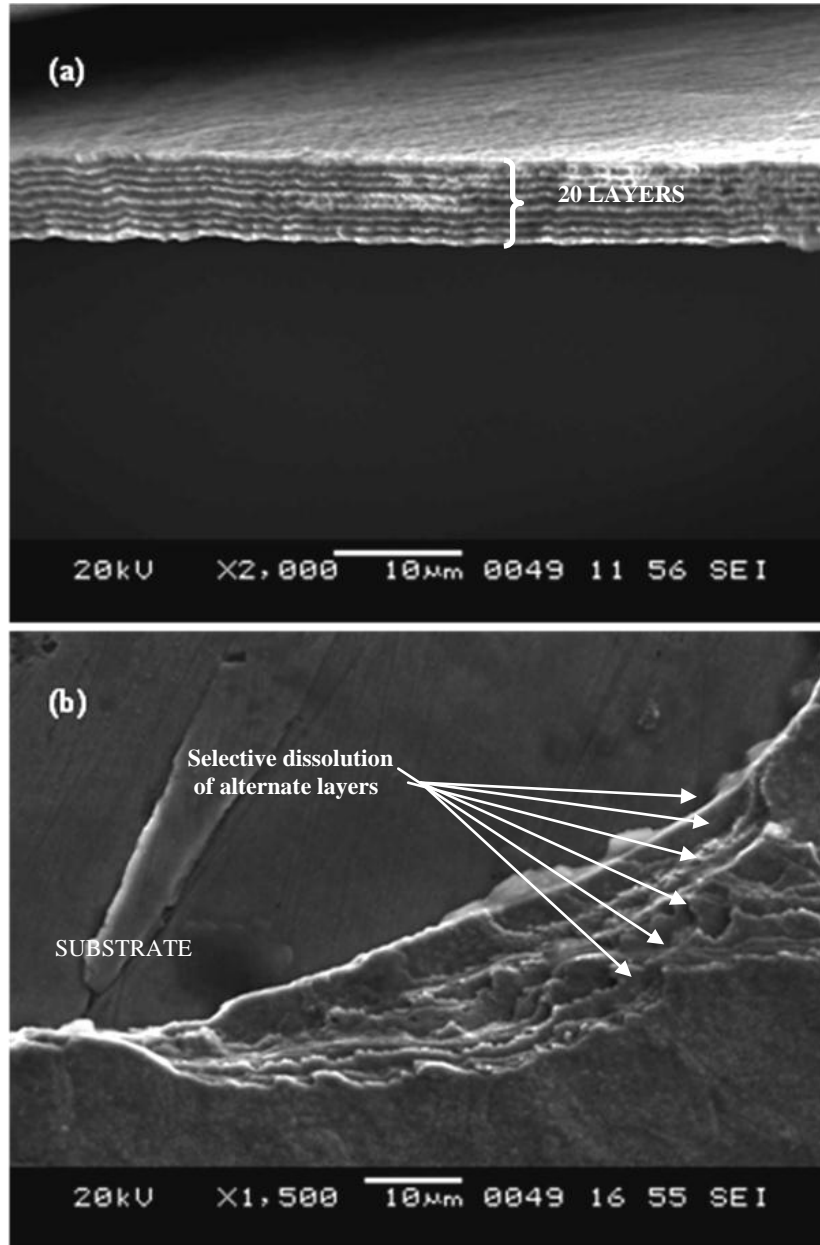 (a)
20 LAYERS
20kV X2,000 10µm 0049 11 56 SEI
(b)
Selective dissolution
of alternate layers
SUBSTRATE
20kV X1,500 10µm 0049 16 55 SEI